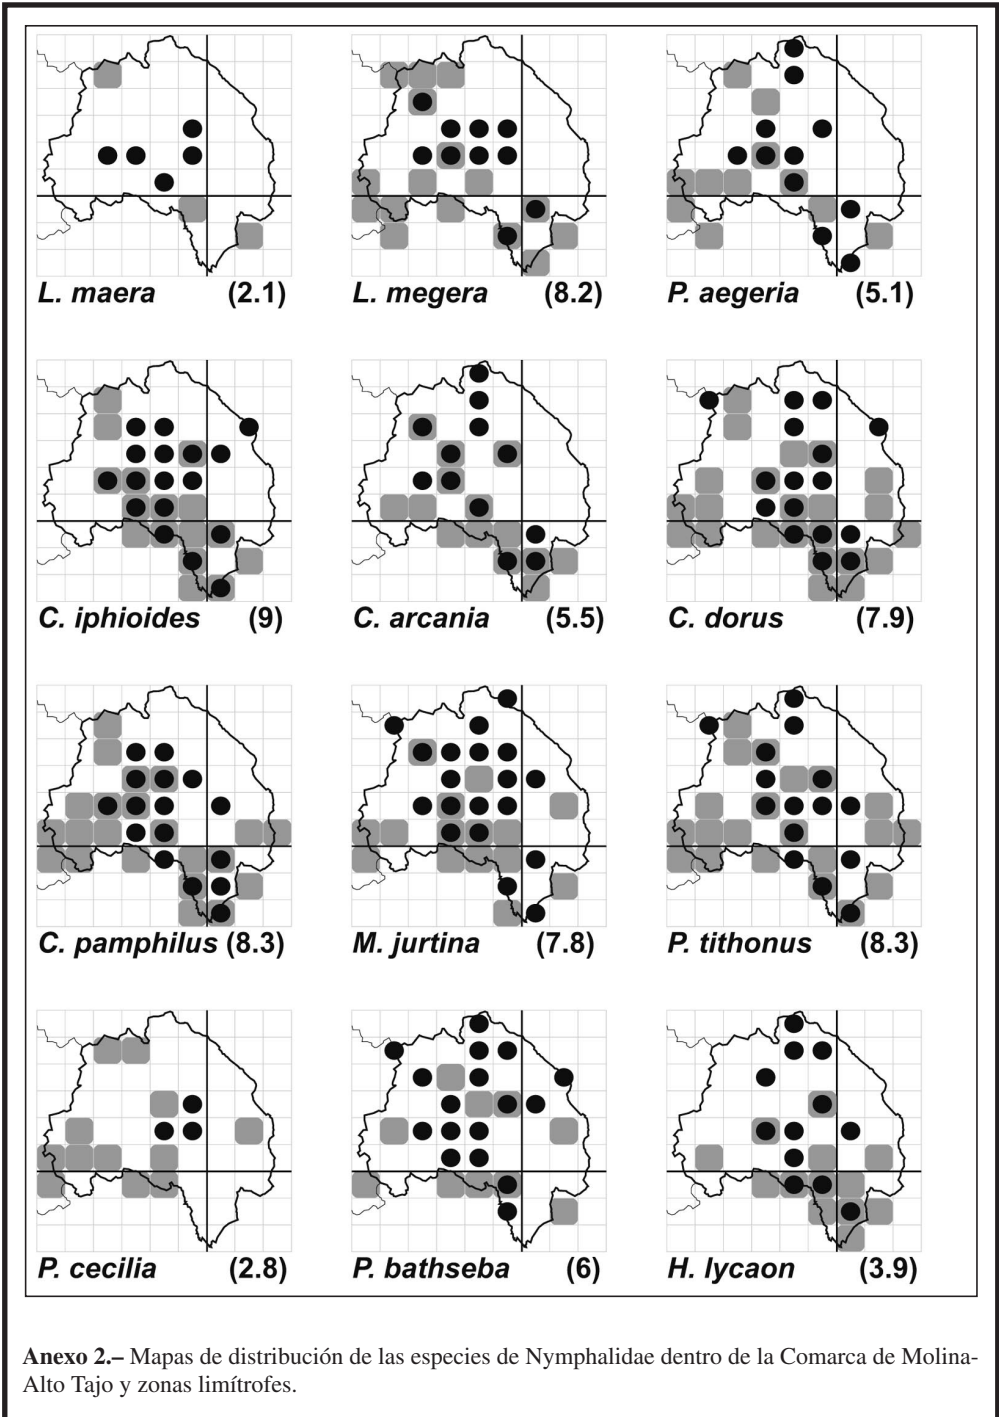 L. maera (2.1) L. megera (8.2) P. aegeria (5.1)
C. iphioides (9) C. arcania (5.5) C. dorus (7.9)
C. pamphilus (8.3) M. jurtina (7.8) P. tithonus (8.3)
P. cecilia (2.8) P. bathseba (6) H. lycaon (3.9)
Anexo 2.– Mapas de distribución de las especies de Nymphalidae dentro de la Comarca de Molina-
Alto Tajo y zonas limítrofes.